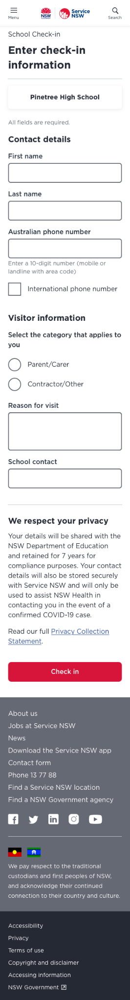 Menu
NSW
GOVERNMENT
Service
NSW
Search
School Check-in
Enter check-in
information
Pinetree High School
All fields are required.
Contact details
First name
Last name
Australian phone number
Enter a 10-digit number (mobile or
landline with area code)
International phone number
Visitor information
Select the category that applies to
you
Parent/Carer
Contractor/Other
Reason for visit
School contact
We respect your privacy
Your details will be shared with the
NSW Department of Education
and retained for 7 years for
compliance purposes. Your contact
details will also be stored securely
with Service NSW and will only be
used to assist NSW Health in
contacting you in the event of a
confirmed COVID-19 case.
Read our full Privacy Collection
Statement.
Check in
About us
Jobs at Service NSW
News
Download the Service NSW app
Contact form
Phone 13 77 88
Find a Service NSW location
Find a NSW Government agency
We pay respect to the traditional
custodians and first peoples of NSW,
and acknowledge their continued
connection to their country and culture.
Accessibility
Privacy
Terms of use
Copyright and disclaimer
Accessing information
NSW Government